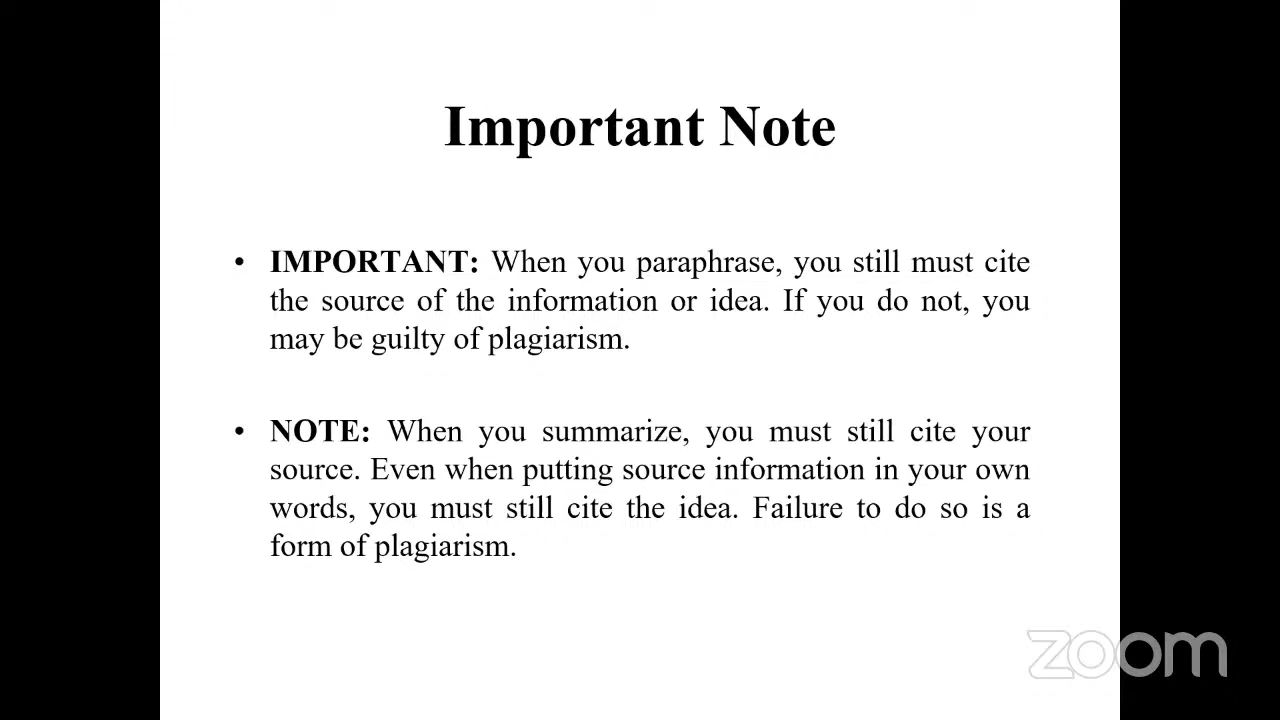 Important Note
• IMPORTANT: When you paraphrase, you still must cite
the source of the information or idea. If you do not, you
may be guilty of plagiarism.
• NOTE: When you summarize, you must still cite your
source. Even when putting source information in your own
words, you must still cite the idea. Failure to do so is a
form of plagiarism.
zoom